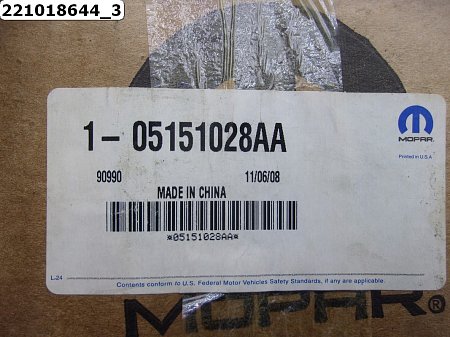 221018644_3
1- 05151028AA
MOPAR
Printed in U.S.A
90990 11/06/08
MADE IN CHINA
*05151028AA*
L-24
Contents conform to U.S. Federal Motor Vehicles Safety Standards, if any are applicable.
MOPAR®